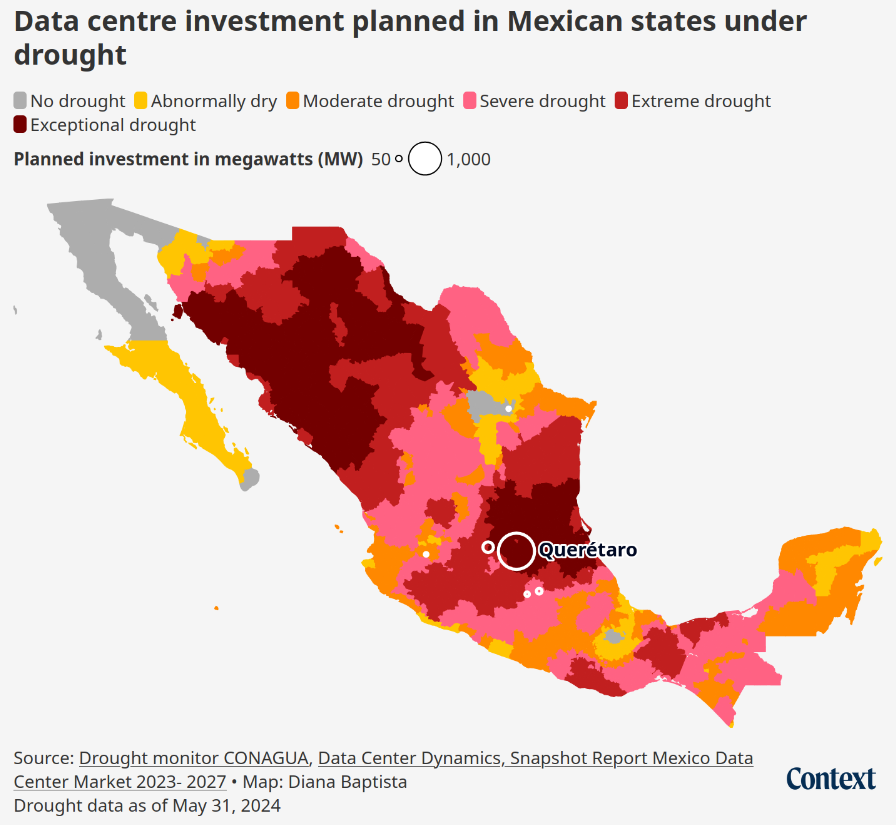 Data centre investment planned in Mexican states under
drought
No drought Abnormally dry Moderate drought Severe drought Extreme drought
Exceptional drought
Planned investment in megawatts (MW) 50 1,000
Querétaro
Source: Drought monitor CONAGUA, Data Center Dynamics, Snapshot Report Mexico Data
Center Market 2023- 2027 • Map: Diana Baptista
Drought data as of May 31, 2024
Context